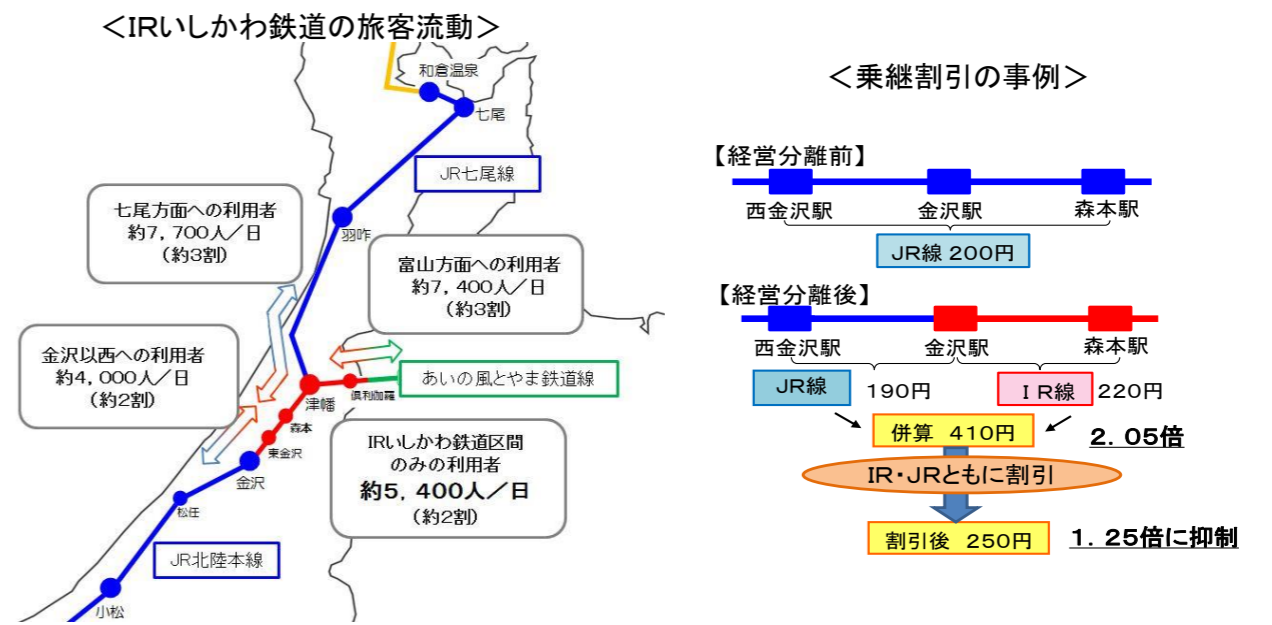 ＜IRいしかわ鉄道の旅客流動＞
和倉温泉
七尾
JR七尾線
七尾方面への利用者
約7，700人／日
（約3割）
羽咋
富山方面への利用者
約7，400人／日
（約3割）
金沢以西への利用者
約4，000人／日
（約2割）
あいの風とやま鉄道線
津幡
倶利伽羅
森本
東金沢
金沢
IRいしかわ鉄道区間
のみの利用者
約5，400人／日
（約2割）
松任
JR北陸本線
小松
＜乗継割引の事例＞
【経営分離前】
西金沢駅 金沢駅 森本駅
JR線 200円
【経営分離後】
西金沢駅 金沢駅 森本駅
JR線 190円 ＩR線 220円
併算 410円 2．05倍
IR・JRともに割引
割引後 250円 1．25倍に抑制